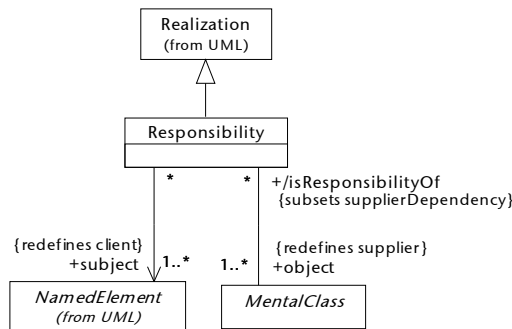 Realization
(from UML)
Responsibility
* *
+/isResponsibilityOf
{subsets supplierDependency}
{redefines client} {redefines supplier}
+subject 1..* 1..* +object
NamedElement MentalClass
(from UML)